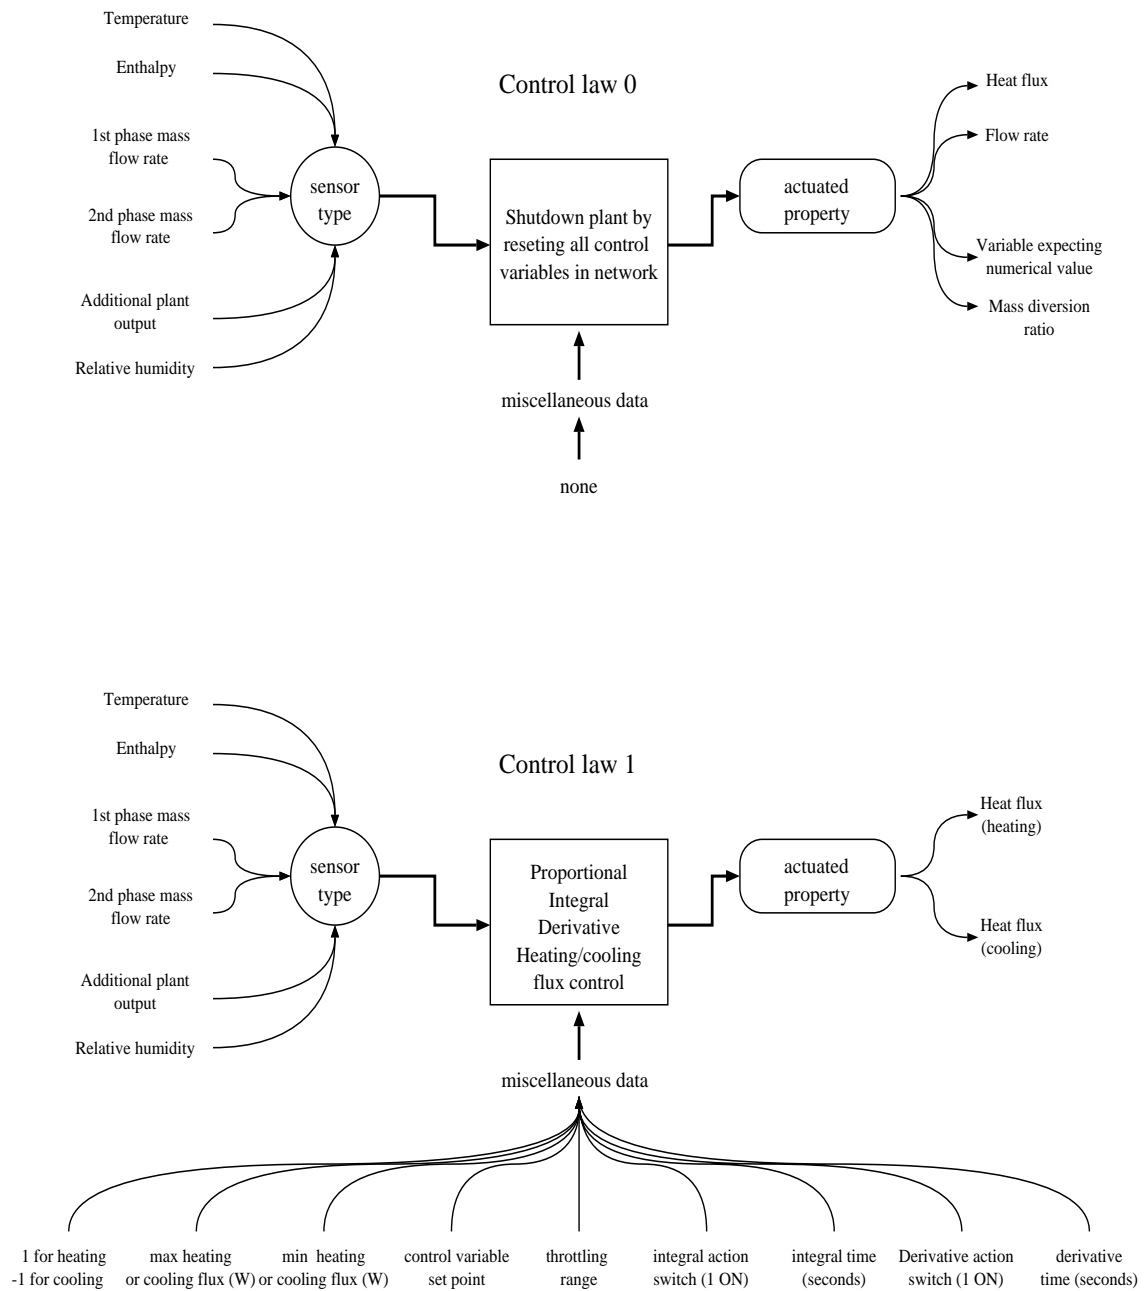 Temperature
Enthalpy
1st phase mass
flow rate
2nd phase mass
flow rate
Additional plant
output
Relative humidity
sensor
type
Control law 0
Shutdown plant by
reseting all control
variables in network
miscellaneous data
none
actuated
property
Heat flux
Flow rate
Variable expecting
numerical value
Mass diversion
ratio
Temperature
Enthalpy
1st phase mass
flow rate
2nd phase mass
flow rate
Additional plant
output
Relative humidity
sensor
type
Control law 1
Proportional
Integral
Derivative
Heating/cooling
flux control
actuated
property
Heat flux
(heating)
Heat flux
(cooling)
miscellaneous data
1 for heating
-1 for cooling
max heating
or cooling flux (W)
min heating
or cooling flux (W)
control variable
set point
throttling
range
integral action
switch (1 ON)
integral time
(seconds)
Derivative action
switch (1 ON)
derivative
time (seconds)